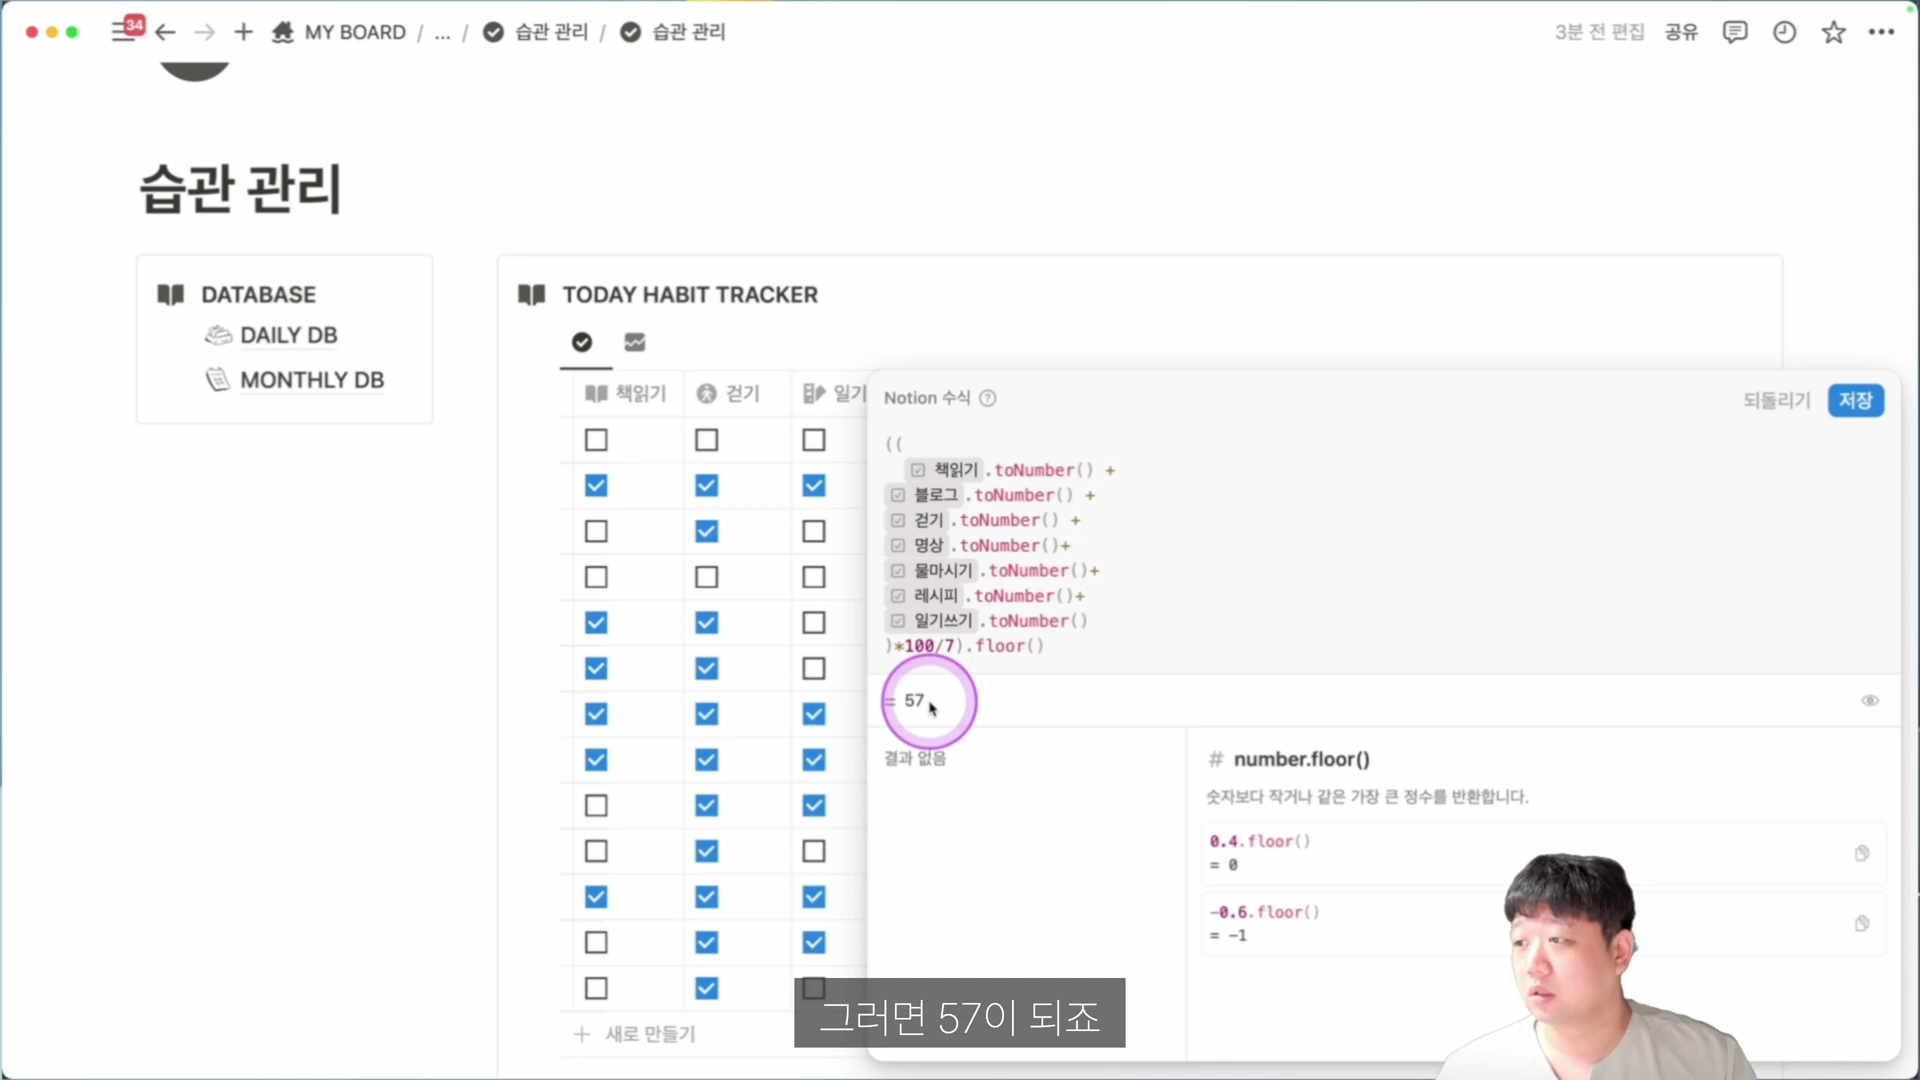 34
MY BOARD / ... / 습관 관리 / 습관 관리
3분 전 편집
공유
습관 관리
DATABASE
DAILY DB
MONTHLY DB
TODAY HABIT TRACKER
책읽기
걷기
일기
새로 만들기
Notion 수식
되돌리기
저장
((
책읽기.toNumber() +
블로그.toNumber() +
걷기.toNumber() +
명상.toNumber()+
물마시기.toNumber()+
레시피.toNumber()+
일기쓰기.toNumber()
)*100/7).floor()
= 57
결과 없음
# number.floor()
숫자보다 작거나 같은 가장 큰 정수를 반환합니다.
0.4.floor()
= 0
-0.6.floor()
= -1
그러면 57이 되죠